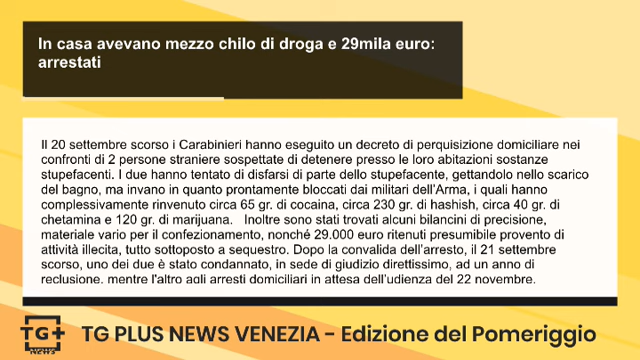 In casa avevano mezzo chilo di droga e 29mila euro:
arrestati
Il 20 settembre scorso i Carabinieri hanno eseguito un decreto di perquisizione domiciliare nei
confronti di 2 persone straniere sospettate di detenere presso le loro abitazioni sostanze
stupefacenti. I due hanno tentato di disfarsi di parte dello stupefacente, gettandolo nello scarico
del bagno, ma invano in quanto prontamente bloccati dai militari dell'Arma, i quali hanno
complessivamente rinvenuto circa 65 gr. di cocaina, circa 230 gr. di hashish, circa 40 gr. di
chetamina e 120 gr. di marijuana. Inoltre sono stati trovati alcuni bilancini di precisione,
materiale vario per il confezionamento, nonché 29.000 euro ritenuti presumibile provento di
attività illecita, tutto sottoposto a sequestro. Dopo la convalida dell'arresto, il 21 settembre
scorso, uno dei due è stato condannato, in sede di giudizio direttissimo, ad un anno di
reclusione. mentre l'altro agli arresti domiciliari in attesa dell'udienza del 22 novembre.
TG+
NEWS
TG PLUS NEWS VENEZIA - Edizione del Pomeriggio